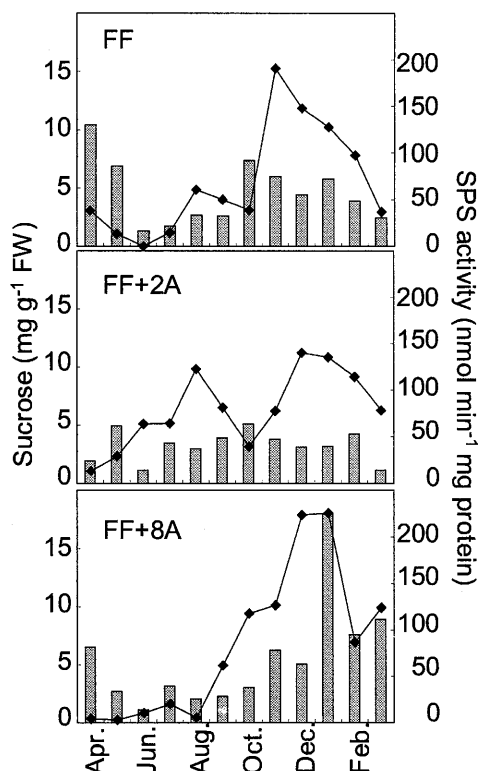 FF
15
10
5
0
200
150
100
50
0
FF+2A
15
10
5
0
200
150
100
50
0
FF+8A
15
10
5
0
200
150
100
50
0
Sucrose (mg g-1 FW)
SPS activity (nmol min-1 mg protein)
Apr.
Jun.
Aug.
Oct.
Dec.
Feb.